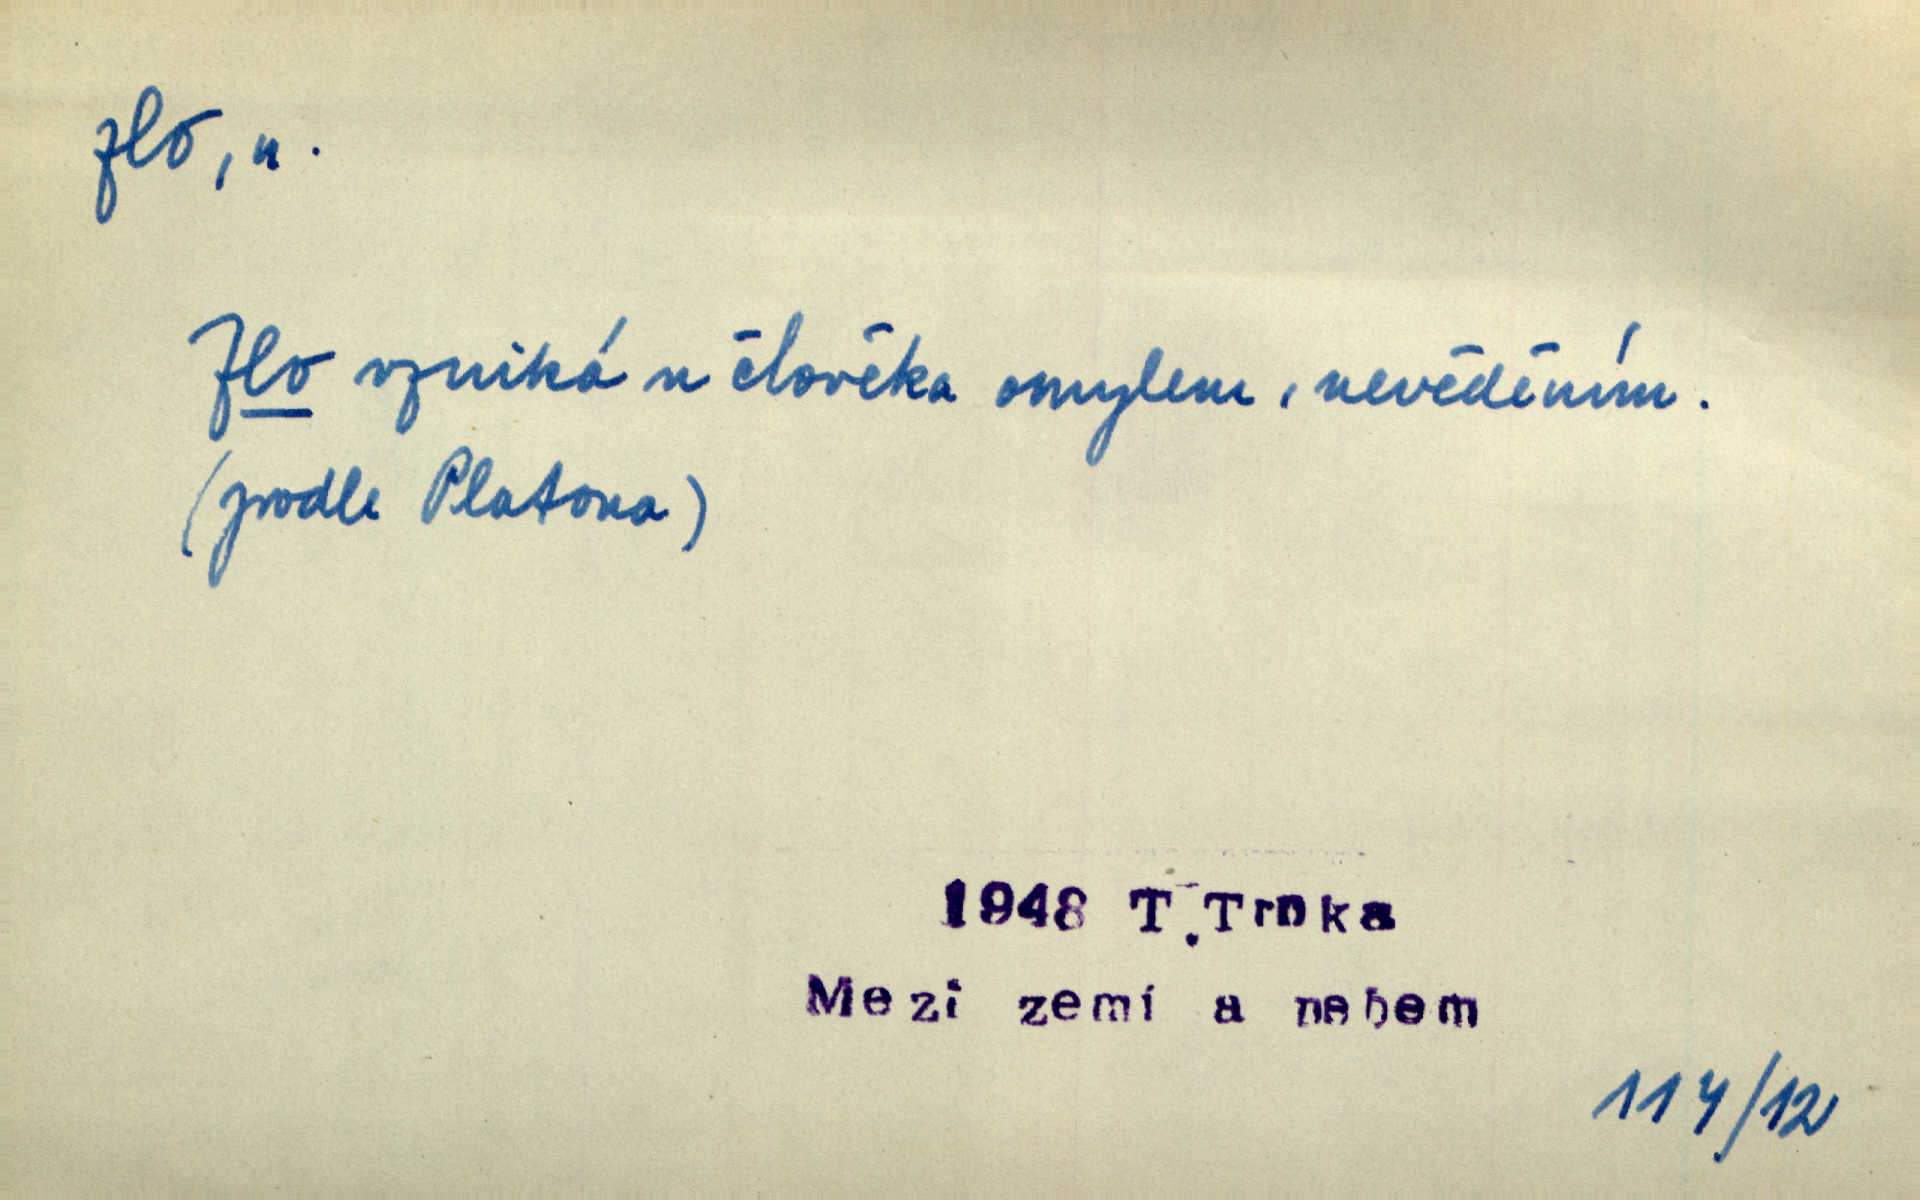 zlo, n.
Zlo vzniká u člověka omylem, nevěděním.
(podle Platona)
1948 T.Trnka
Mezi zemí a nebem
114/12